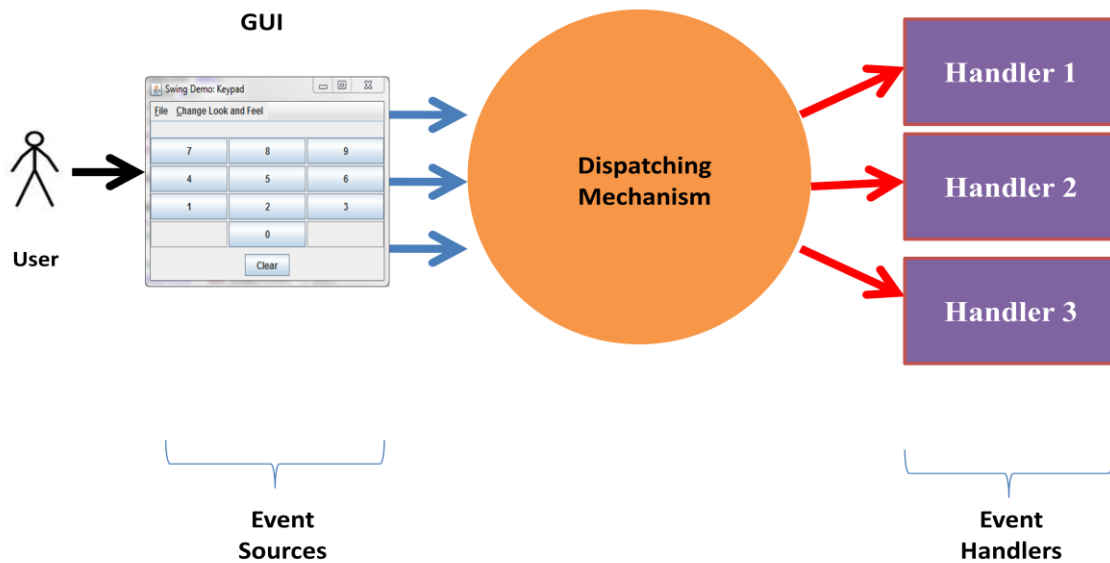 GUI
Swing Demo: Keypad
File Change Look and Feel
7 8 9
4 5 6
1 2 3
0
Clear
User
Dispatching
Mechanism
Handler 1
Handler 2
Handler 3
Event
Sources
Event
Handlers